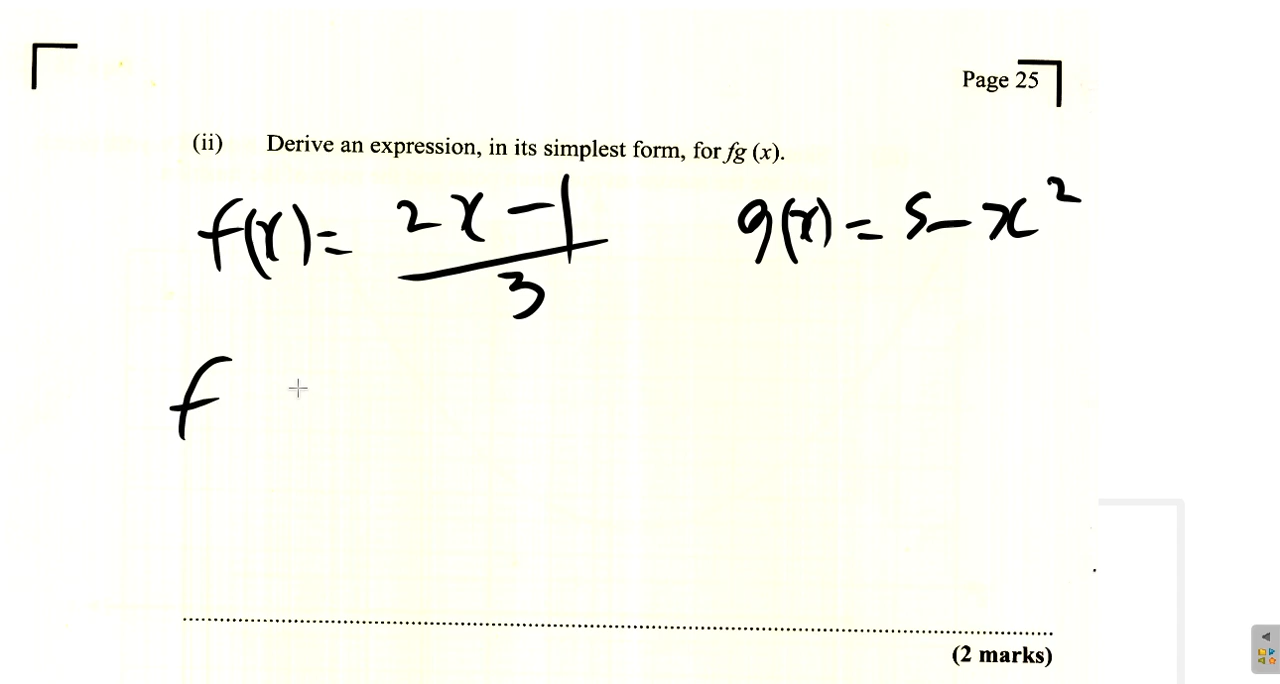 Page 25
(ii) Derive an expression, in its simplest form, for fg (x).
f(x) = 2x - 1 / 3 g(x) = 5 - x²
f
(2 marks)